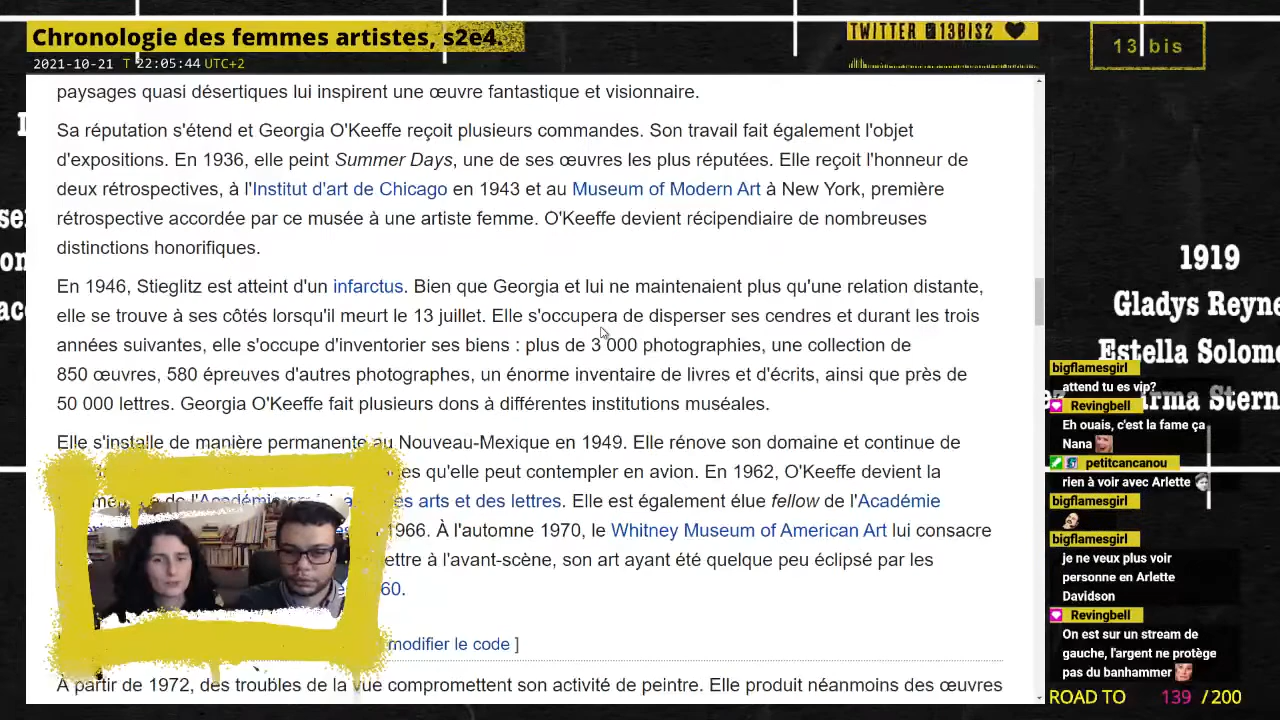 Chronologie des femmes artistes, s2e4.
2021-10-21 T 22:05:44 UTC+2
TWITTER @13BIS2
13 bis
paysages quasi désertiques lui inspirent une œuvre fantastique et visionnaire.
Sa réputation s'étend et Georgia O'Keeffe reçoit plusieurs commandes. Son travail fait également l'objet
d'expositions. En 1936, elle peint Summer Days, une de ses œuvres les plus réputées. Elle reçoit l'honneur de
deux rétrospectives, à l'Institut d'art de Chicago en 1943 et au Museum of Modern Art à New York, première
rétrospective accordée par ce musée à une artiste femme. O'Keeffe devient récipiendaire de nombreuses
distinctions honorifiques.
En 1946, Stieglitz est atteint d'un infarctus. Bien que Georgia et lui ne maintenaient plus qu'une relation distante,
elle se trouve à ses côtés lorsqu'il meurt le 13 juillet. Elle s'occupera de disperser ses cendres et durant les trois
années suivantes, elle s'occupe d'inventorier ses biens : plus de 3 000 photographies, une collection de
850 œuvres, 580 épreuves d'autres photographes, un énorme inventaire de livres et d'écrits, ainsi que près de
50 000 lettres. Georgia O'Keeffe fait plusieurs dons à différentes institutions muséales.
Elle s'installe de manière permanente au Nouveau-Mexique en 1949. Elle rénove son domaine et continue de
qu'elle peut contempler en avion. En 1962, O'Keeffe devient la
de l'Académie arts et des lettres. Elle est également élue fellow de l'Académie
1966. À l'automne 1970, le Whitney Museum of American Art lui consacre
à l'avant-scène, son art ayant été quelque peu éclipsé par les
60.
modifier le code ]
À partir de 1972, des troubles de la vue compromettent son activité de peintre. Elle produit néanmoins des œuvres
1919
Gladys Reyne
Estella Solom
rma Stern
bigflamesgirl
attend tu es vip?
Revingbell
Eh ouais, c'est la fame ça
Nana
petitcancanou
rien à voir avec Arlette
bigflamesgirl
bigflamesgirl
je ne veux plus voir
personne en Arlette
Davidson
Revingbell
On est sur un stream de
gauche, l'argent ne protège
pas du banhammer
ROAD TO 139 / 200